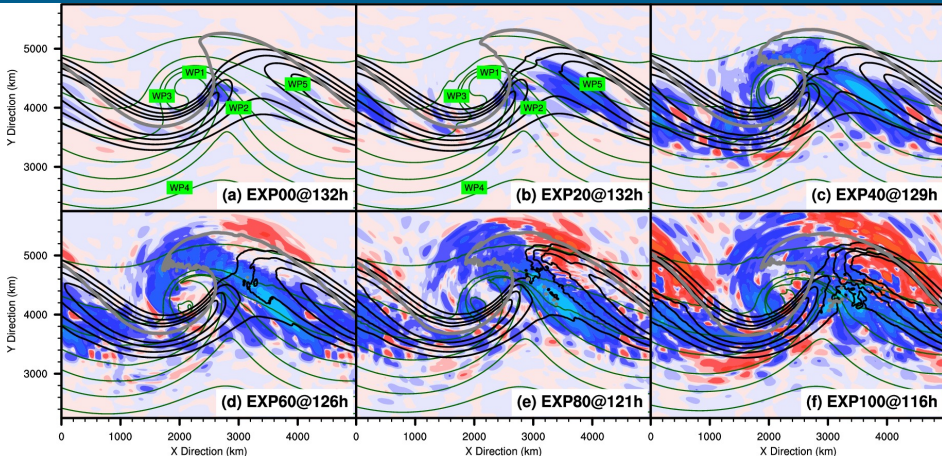 5000
4000
3000
Y Direction (km)
WP1
WP3
WP2
WP5
WP4
(a) EXP00@132h
WP1
WP3
WP2
WP5
WP4
(b) EXP20@132h
(c) EXP40@129h
5000
4000
3000
Y Direction (km)
(d) EXP60@126h
(e) EXP80@121h
(f) EXP100@116h
0 1000 2000 3000 4000
0 1000 2000 3000 4000
0 1000 2000 3000 4000
X Direction (km)
X Direction (km)
X Direction (km)